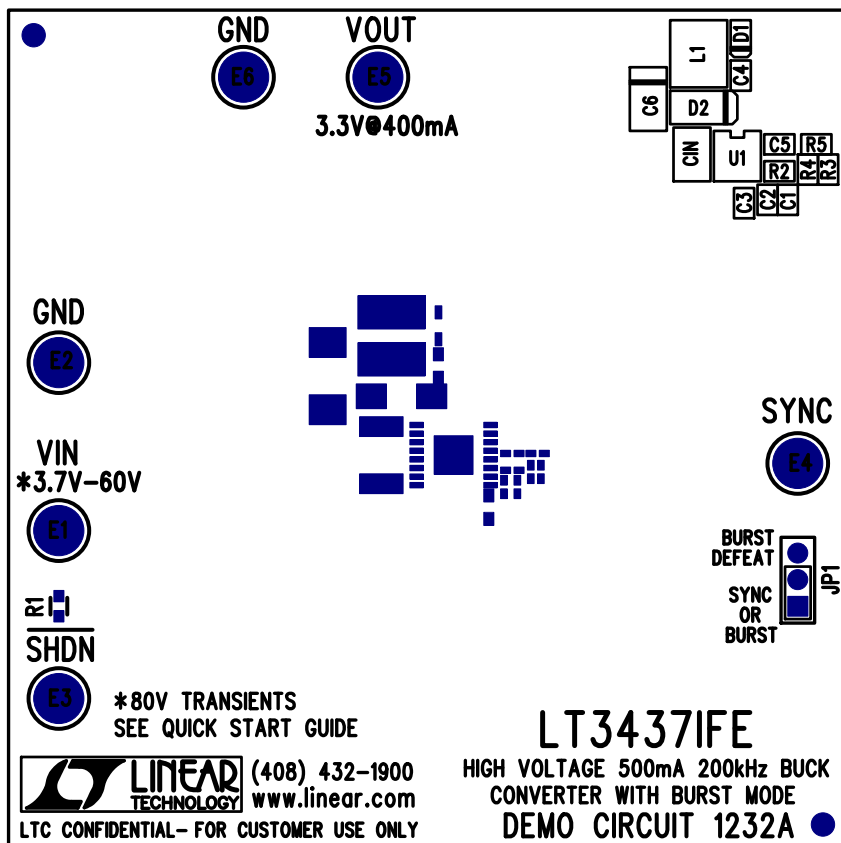 GND
VOUT
E6
E5
3.3V@400mA
L1
D1
C4
C6
D2
CIN
U1
C5
R5
R2
R4
R3
C3
C2
C1
GND
E2
VIN
*3.7V-60V
E1
R1
SHDN
E3
SYNC
E4
BURST
DEFEAT
JP1
SYNC
OR
BURST
*80V TRANSIENTS
SEE QUICK START GUIDE
LINEAR
TECHNOLOGY
(408) 432-1900
www.linear.com
LTC CONFIDENTIAL-FOR CUSTOMER USE ONLY
LT3437IFE
HIGH VOLTAGE 500mA 200kHz BUCK
CONVERTER WITH BURST MODE
DEMO CIRCUIT 1232A